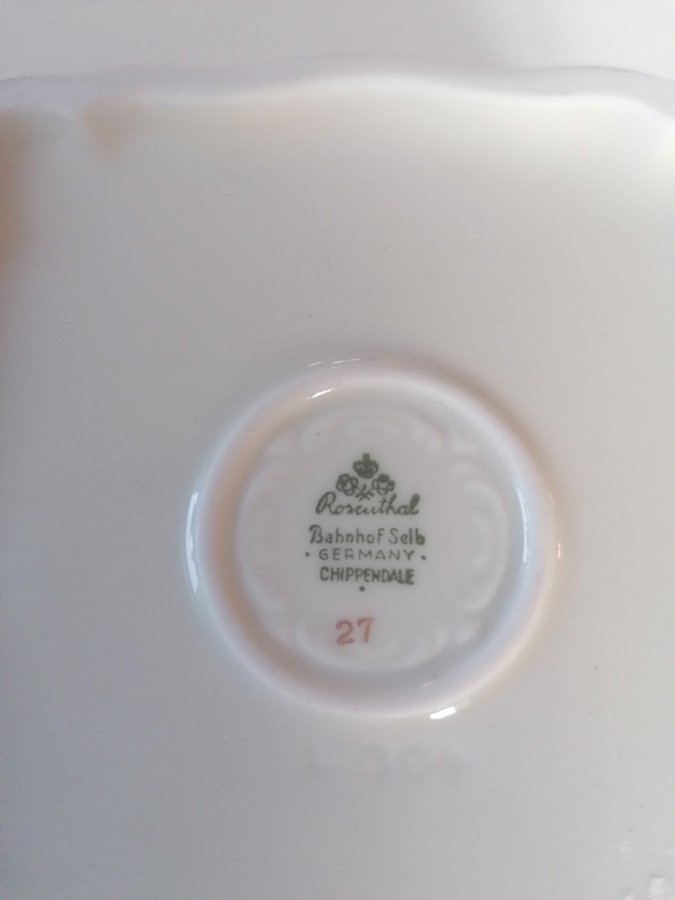 Rosenthal
Bahnhof Selb
· GERMANY ·
CHIPPENDALE
27